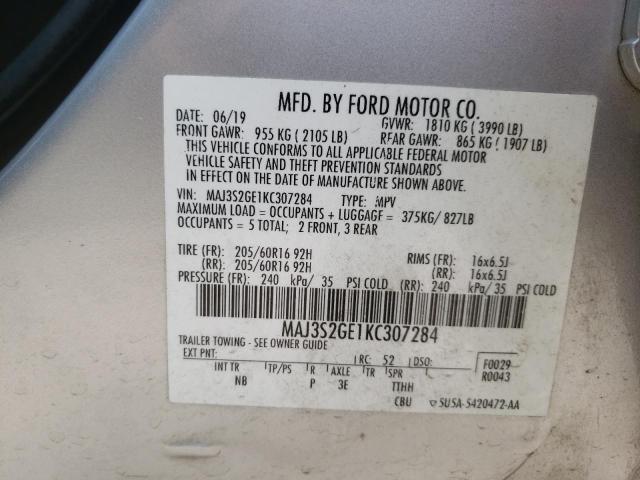 MFD. BY FORD MOTOR CO.
DATE: 06/19 GVWR: 1810 KG ( 3990 LB)
FRONT GAWR: 955 KG ( 2105 LB) REAR GAWR: 865 KG ( 1907 LB)
THIS VEHICLE CONFORMS TO ALL APPLICABLE FEDERAL MOTOR
VEHICLE SAFETY AND THEFT PREVENTION STANDARDS
IN EFFECT ON THE DATE OF MANUFACTURE SHOWN ABOVE.
VIN: MAJ3S2GE1KC307284 TYPE: MPV
MAXIMUM LOAD = OCCUPANTS + LUGGAGE = 375KG/ 827LB
OCCUPANTS = 5 TOTAL; 2 FRONT, 3 REAR
TIRE (FR): 205/60R16 92H RIMS (FR): 16x6.5J
(RR): 205/60R16 92H (RR): 16x6.5J
PRESSURE (FR): 240 kPa/ 35 PSI COLD (RR): 240 kPa/ 35 PSI COLD
MAJ3S2GE1KC307284
TRAILER TOWING - SEE OWNER GUIDE
EXT PNT: RC: 52 DSO: F0029
INT TR TP/PS R AXLE TR SPR R0043
NB P 3E TTHH
CBU ▽ SUSA-5420472-AA